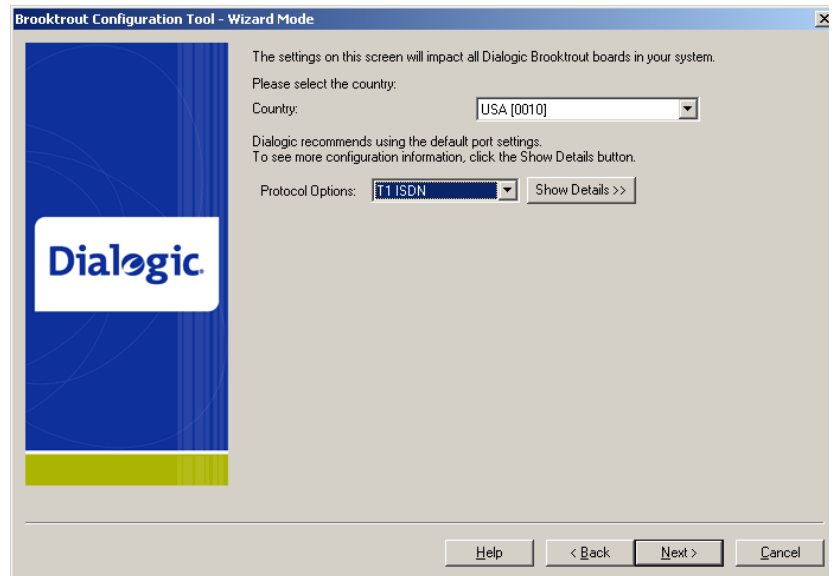 Brooktrout Configuration Tool - Wizard Mode
The settings on this screen will impact all Dialogic Brooktrout boards in your system.
Please select the country:
Country: USA [0010]
Dialogic recommends using the default port settings.
To see more configuration information, click the Show Details button.
Protocol Options: T1 ISDN Show Details >>
Dialogic.
Help < Back Next > Cancel